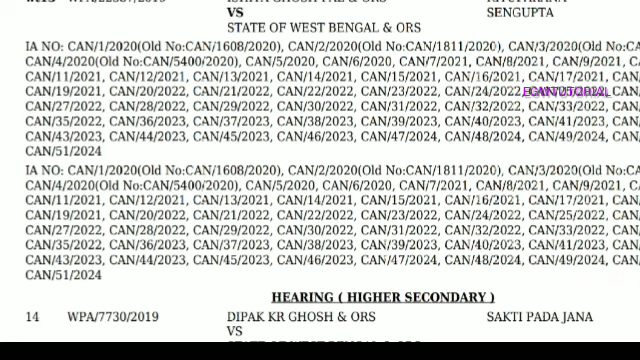 VS SENGUPTA
STATE OF WEST BENGAL & ORS
IA NO: CAN/1/2020(Old No:CAN/1608/2020), CAN/2/2020(Old No:CAN/1811/2020), CAN/3/2020(Old No:CA
CAN/4/2020(Old No:CAN/5400/2020), CAN/5/2020, CAN/6/2020, CAN/7/2021, CAN/8/2021, CAN/9/2021, CA
CAN/11/2021, CAN/12/2021, CAN/13/2021, CAN/14/2021, CAN/15/2021, CAN/16/2021, CAN/17/2021, CAN/
CAN/19/2021, CAN/20/2022, CAN/21/2022, CAN/22/2022, CAN/23/2022, CAN/24/2022, CAN/
CAN/27/2022, CAN/28/2022, CAN/29/2022, CAN/30/2022, CAN/31/2022, CAN/32/2022, CAN/33/2022, CAN/
CAN/35/2022, CAN/36/2023, CAN/37/2023, CAN/38/2023, CAN/39/2023, CAN/40/2023, CAN/41/2023, CAN/
CAN/43/2023, CAN/44/2023, CAN/45/2023, CAN/46/2023, CAN/47/2024, CAN/48/2024, CAN/49/2024, CAN/
CAN/51/2024
IA NO: CAN/1/2020(Old No:CAN/1608/2020), CAN/2/2020(Old No:CAN/1811/2020), CAN/3/2020(Old No:CA
CAN/4/2020(Old No:CAN/5400/2020), CAN/5/2020, CAN/6/2020, CAN/7/2021, CAN/8/2021, CAN/9/2021, CA
CAN/11/2021, CAN/12/2021, CAN/13/2021, CAN/14/2021, CAN/15/2021, CAN/16/2021, CAN/17/2021, CAN/
CAN/19/2021, CAN/20/2022, CAN/21/2022, CAN/22/2022, CAN/23/2022, CAN/24/2022, CAN/25/2022, CAN/
CAN/27/2022, CAN/28/2022, CAN/29/2022, CAN/30/2022, CAN/31/2022, CAN/32/2022, CAN/33/2022, CAN/
CAN/35/2022, CAN/36/2023, CAN/37/2023, CAN/38/2023, CAN/39/2023, CAN/40/2023, CAN/41/2023, CAN/
CAN/43/2023, CAN/44/2023, CAN/45/2023, CAN/46/2023, CAN/47/2024, CAN/48/2024, CAN/49/2024, CAN/
CAN/51/2024
HEARING ( HIGHER SECONDARY )
14 WPA/7730/2019 DIPAK KR GHOSH & ORS SAKTI PADA JANA
VS